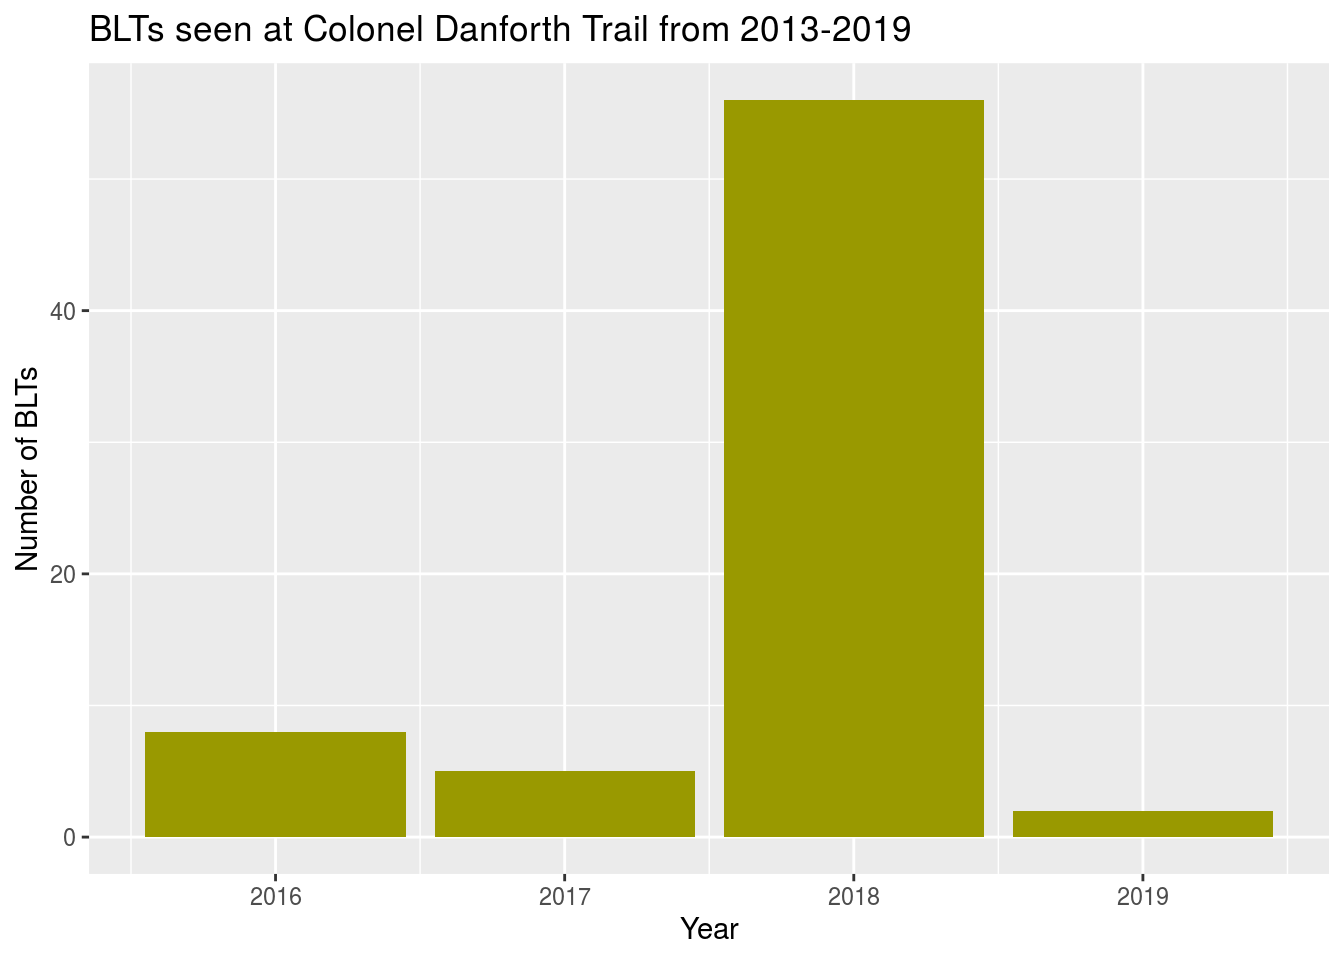 BLTs seen at Colonel Danforth Trail from 2013-2019
Number of BLTs
40
20
0
2016 2017 2018 2019
Year